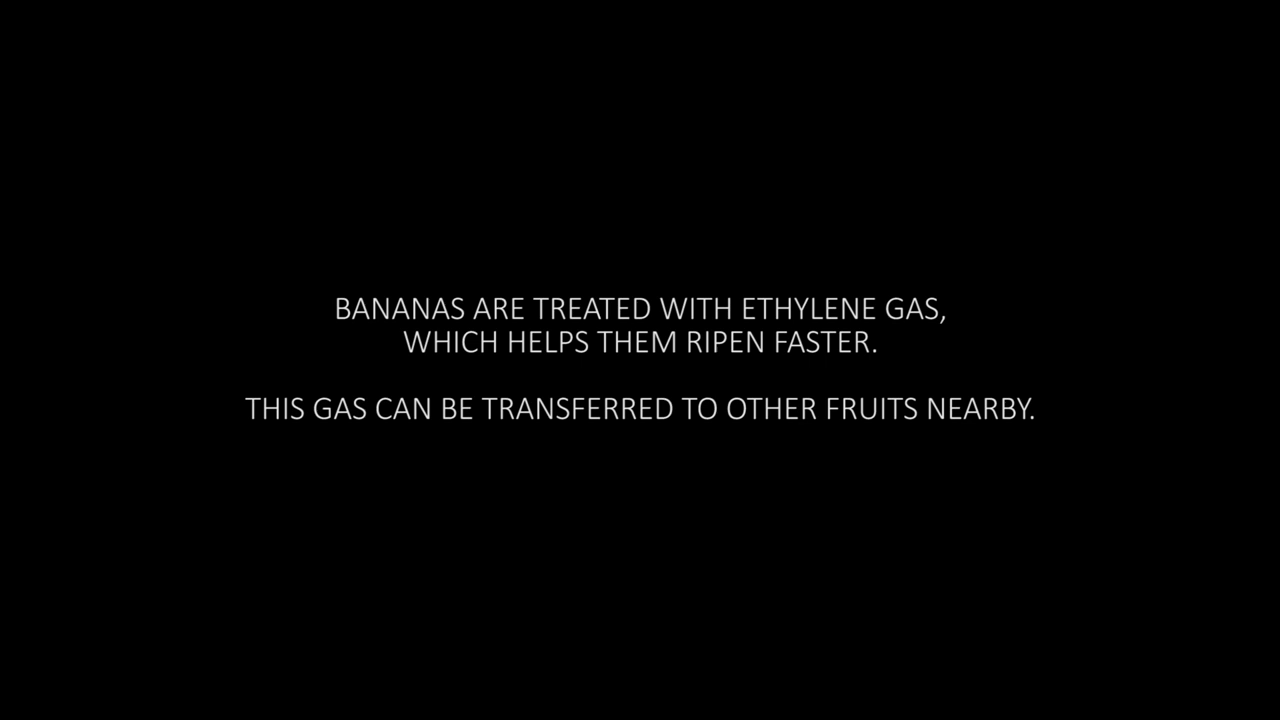 BANANAS ARE TREATED WITH ETHYLENE GAS,
WHICH HELPS THEM RIPEN FASTER.
THIS GAS CAN BE TRANSFERRED TO OTHER FRUITS NEARBY.